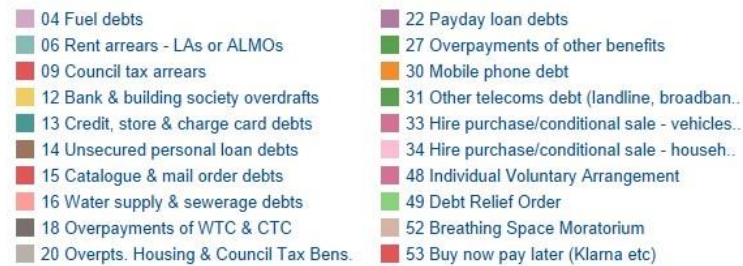 04 Fuel debts
06 Rent arrears - LAs or ALMOs
09 Council tax arrears
12 Bank & building society overdrafts
13 Credit, store & charge card debts
14 Unsecured personal loan debts
15 Catalogue & mail order debts
16 Water supply & sewerage debts
18 Overpayments of WTC & CTC
20 Overpts. Housing & Council Tax Bens.
22 Payday loan debts
27 Overpayments of other benefits
30 Mobile phone debt
31 Other telecoms debt (landline, broadban..
33 Hire purchase/conditional sale - vehicles..
34 Hire purchase/conditional sale - househ..
48 Individual Voluntary Arrangement
49 Debt Relief Order
52 Breathing Space Moratorium
53 Buy now pay later (Klarna etc)